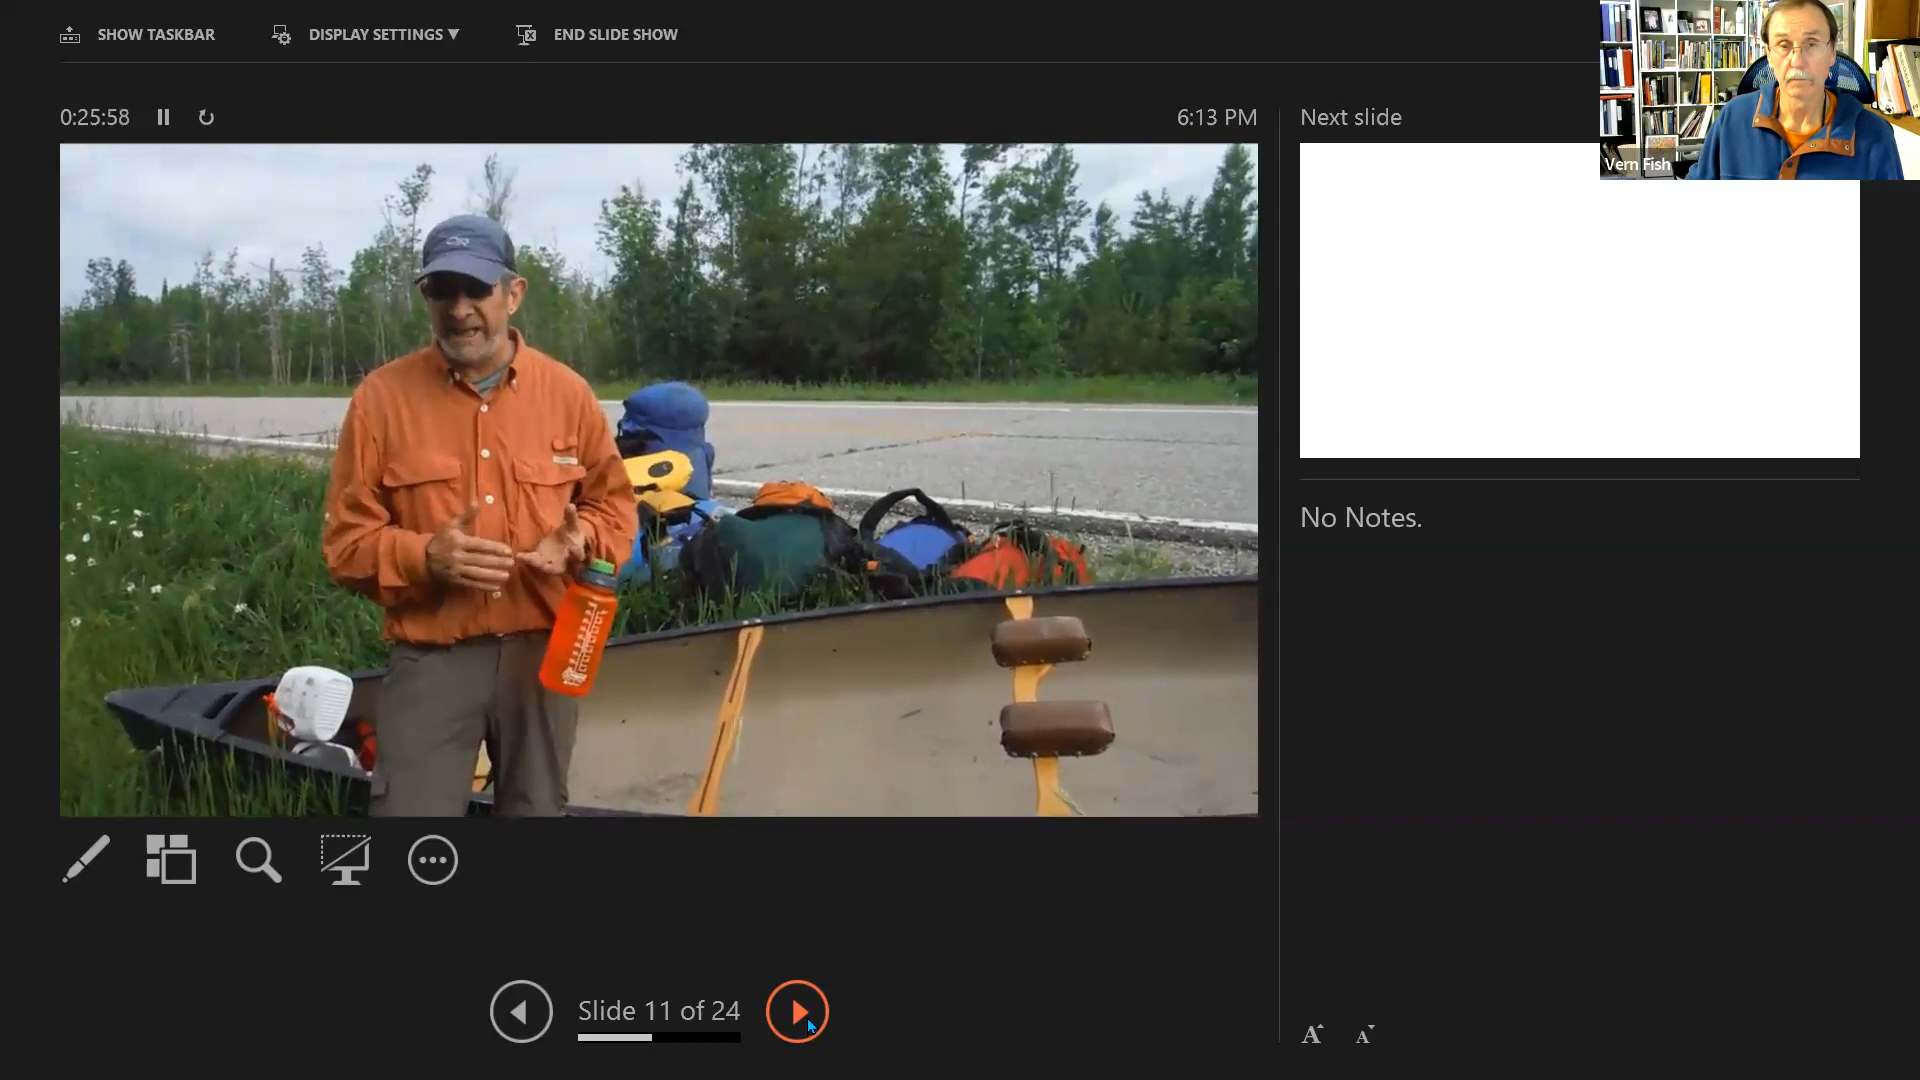 SHOW TASKBAR
DISPLAY SETTINGS ▼
END SLIDE SHOW
0:25:58
6:13 PM
Next slide
Vern Fish
OR
No Notes.
Slide 11 of 24
A A